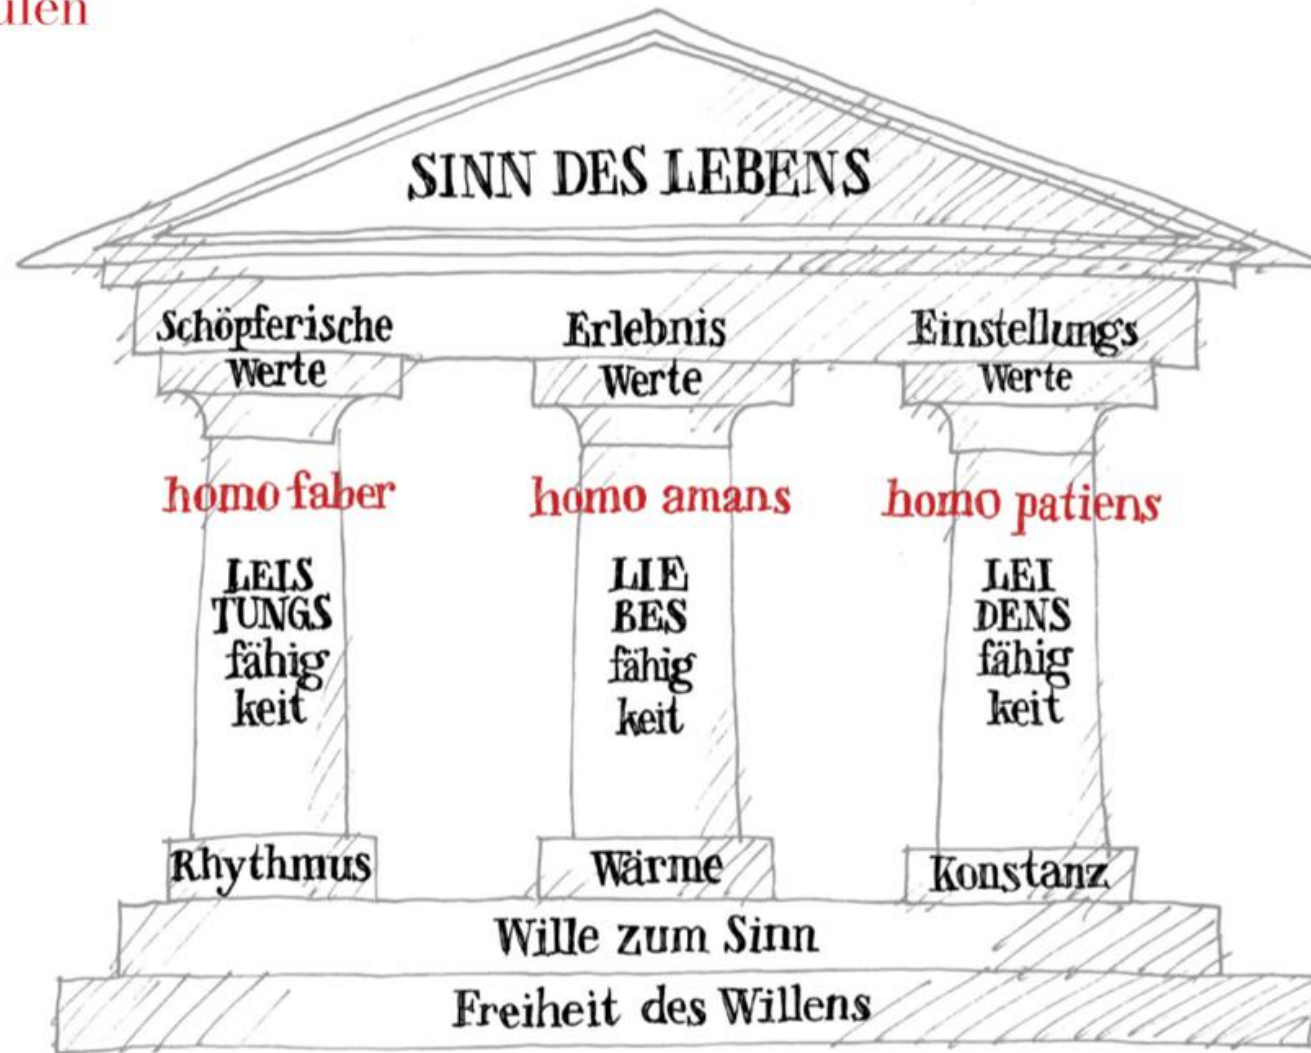 SINN DES LEBENS
Schöpferische
Werte
Erlebnis
Werte
Einstellungs
Werte
homo faber
LEIS
TUNGS
fähig
keit
Rhythmus
homo amans
LIE
BES
fähig
keit
Wärme
homo patiens
LEI
DENS
fähig
keit
Konstanz
Wille zum Sinn
Freiheit des Willens